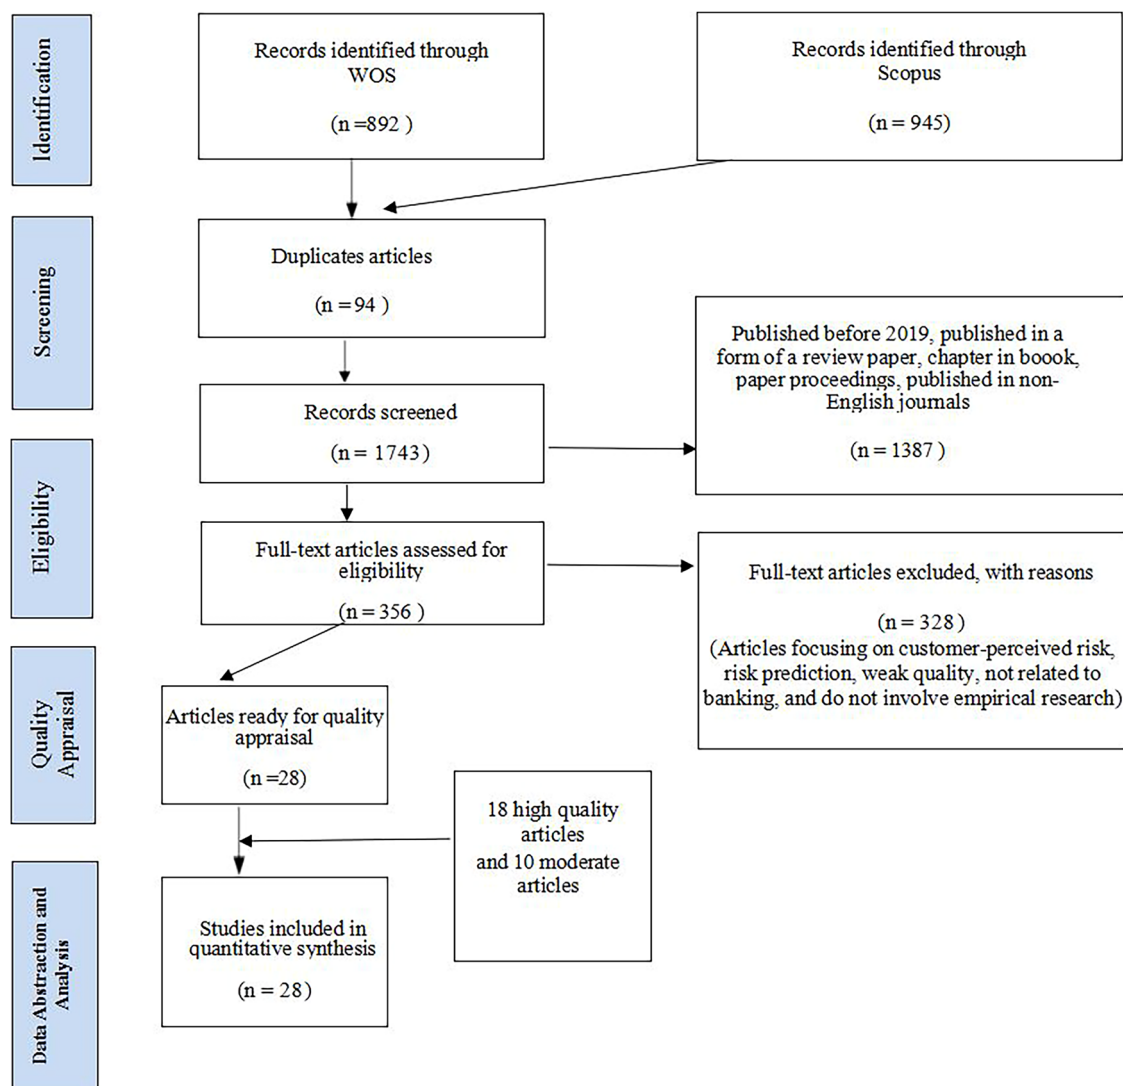 Identification
Records identified through
WOS
(n =892 )
Records identified through
Scopus
(n = 945)
Screening
Duplicates articles
(n = 94 )
Published before 2019, published in a
form of a review paper, chapter in boook,
paper proceedings, published in non-
English journals
(n = 1387 )
Records screened
(n = 1743)
Eligibility
Full-text articles assessed for
eligibility
(n = 356)
Full-text articles excluded, with reasons
(n = 328)
(Articles focusing on customer-perceived risk,
risk prediction, weak quality, not related to
banking, and do not involve empirical research)
Quality
Appraisal
Articles ready for quality
appraisal
(n =28)
18 high quality
articles
and 10 moderate
articles
Data Abstraction and
Analysis
Studies included in
quantitative synthesis
(n = 28)